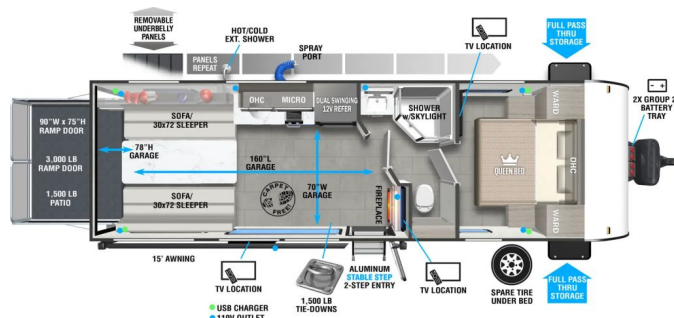 REMOVABLE
UNDERBELLY
PANELS
HOT/COLD
EXT. SHOWER
PANELS
REPEAT
SPRAY
PORT
TV LOCATION
FULL PASS
THRU
STORAGE
2X GROUP 2
BATTERY
TRAY
90"W x 75"H
RAMP DOOR
3,000 LB
RAMP DOOR
1,500 LB
PATIO
SOFA/
30x72 SLEEPER
OHC
MICRO
DUAL SWINGING
12V REFER
SHOWER
w/SKYLIGHT
WARD
78"H
GARAGE
160"L
GARAGE
70"W
GARAGE
QUEEN BED
OHC
CARPET
FREE!
FIREPLACE
SOFA/
30x72 SLEEPER
WARD
15' AWNING
TV LOCATION
USB CHARGER
110V OUTLET
1,500 LB
TIE-DOWNS
ALUMINUM
STABLE STEP
2-STEP ENTRY
TV LOCATION
SPARE TIRE
UNDER BED
FULL PASS
THRU
STORAGE